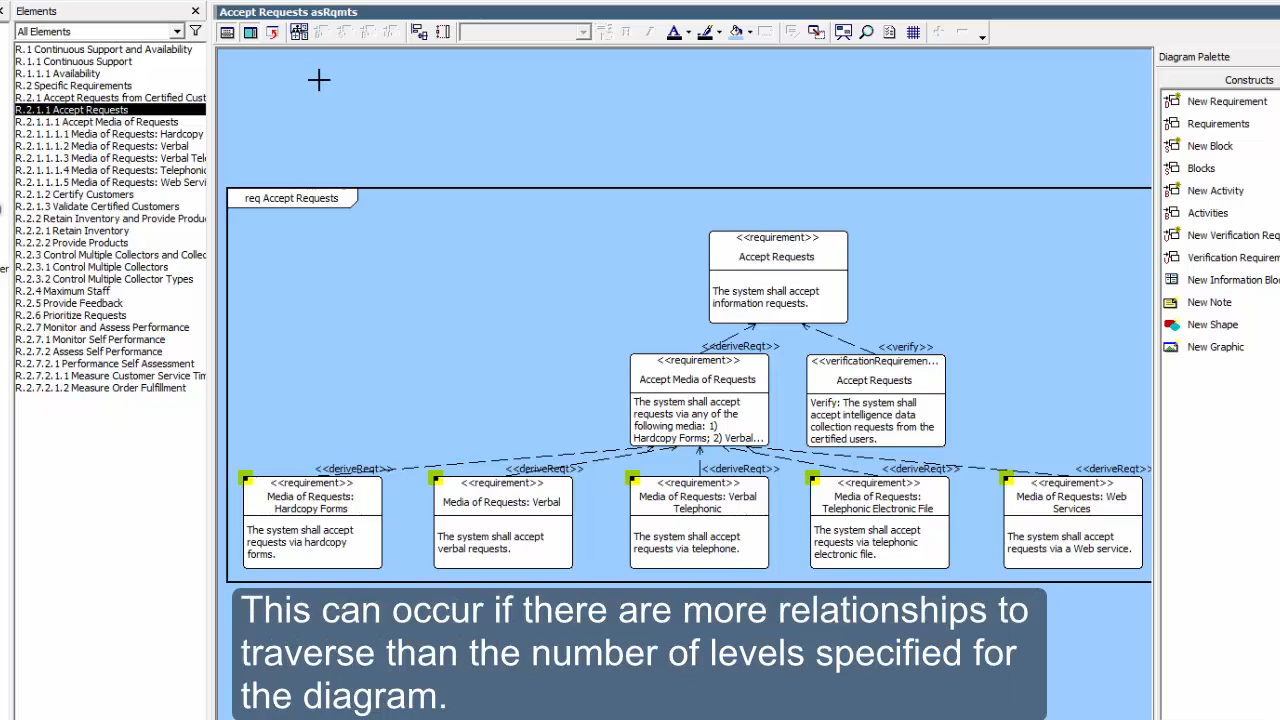 Elements
All Elements
R.1 Continuous Support and Availability
R.1.1 Continuous Support
R.1.1.1 Availability
R.2 Specific Requirements
R.2.1 Accept Requests from Certified Cust
R.2.1.1 Accept Requests
R.2.1.1.1 Accept Media of Requests
R.2.1.1.1.1 Media of Requests: Hardcopy
R.2.1.1.1.2 Media of Requests: Verbal
R.2.1.1.1.3 Media of Requests: Verbal Tel
R.2.1.1.1.4 Media of Requests: Telephonic
R.2.1.1.1.5 Media of Requests: Web Servi
R.2.1.2 Certify Customers
R.2.1.3 Validate Certified Customers
R.2.2 Retain Inventory and Provide Produc
R.2.2.1 Retain Inventory
R.2.2.2 Provide Products
R.2.3 Control Multiple Collectors and Collec
R.2.3.1 Control Multiple Collectors
R.2.3.2 Control Multiple Collector Types
R.2.4 Maximum Staff
R.2.5 Provide Feedback
R.2.6 Prioritize Requests
R.2.7 Monitor and Assess Performance
R.2.7.1 Monitor Self Performance
R.2.7.2 Assess Self Performance
R.2.7.2.1 Performance Self Assessment
R.2.7.2.1.1 Measure Customer Service Tim
R.2.7.2.1.2 Measure Order Fulfillment
er
Accept Requests asRqmts
B I A
req Accept Requests
<<requirement>>
Accept Requests
The system shall accept
information requests.
<<deriveReqt>>
<<verify>>
<<requirement>>
Accept Media of Requests
The system shall accept
requests via any of the
following media: 1)
Hardcopy Forms; 2) Verbal...
<<verificationRequiremen...
Accept Requests
Verify: The system shall
accept intelligence data
collection requests from the
certified users.
<<deriveReqt>>
<<deriveReqt>>
<<deriveReqt>>
<<deriveReqt>>
<<deriveReqt>>
<<requirement>>
Media of Requests:
Hardcopy Forms
The system shall accept
requests via hardcopy
forms.
<<requirement>>
Media of Requests: Verbal
The system shall accept
verbal requests.
<<requirement>>
Media of Requests: Verbal
Telephonic
The system shall accept
requests via telephone.
<<requirement>>
Media of Requests:
Telephonic Electronic File
The system shall accept
requests via telephonic
electronic file.
<<requirement>>
Media of Requests: Web
Services
The system shall accept
requests via a Web service.
This can occur if there are more relationships to
traverse than the number of levels specified for
the diagram.
Diagram Palette
Constructs
New Requirement
Requirements
New Block
Blocks
New Activity
Activities
New Verification Req
Verification Requirem
New Information Bloc
New Note
New Shape
New Graphic